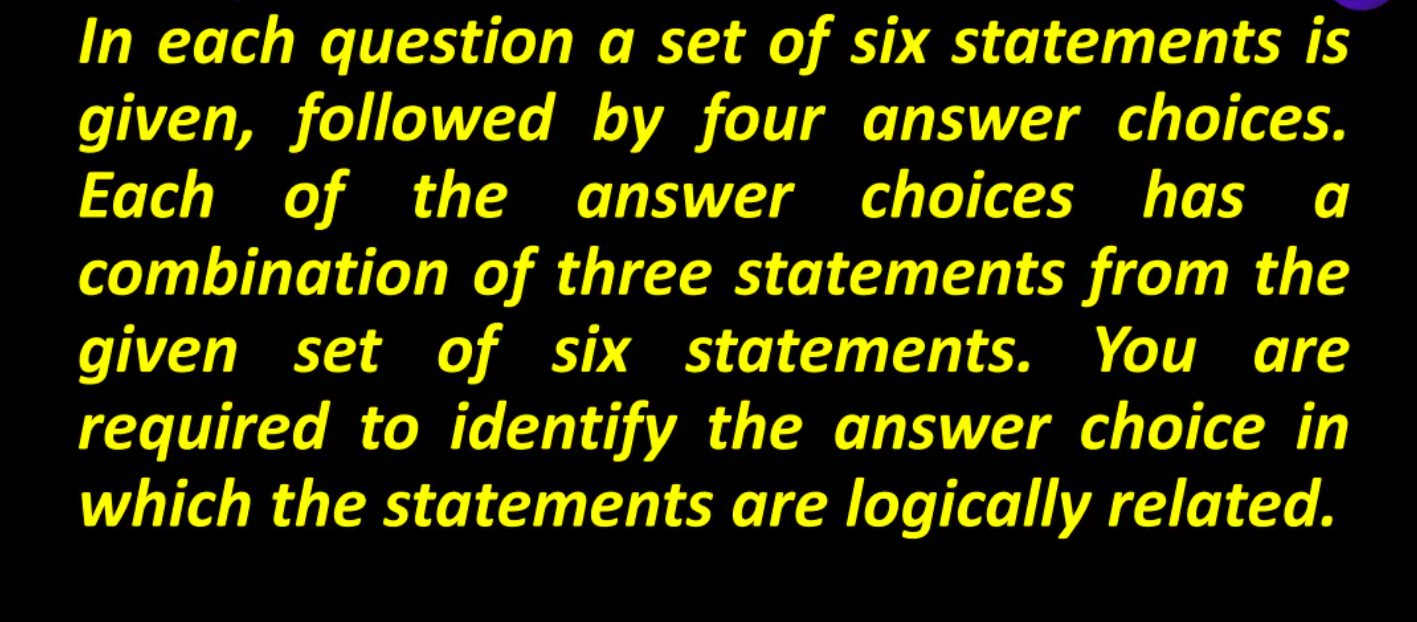 In each question a set of six statements is
given, followed by four answer choices.
Each of the answer choices has a
combination of three statements from the
given set of six statements. You are
required to identify the answer choice in
which the statements are logically related.